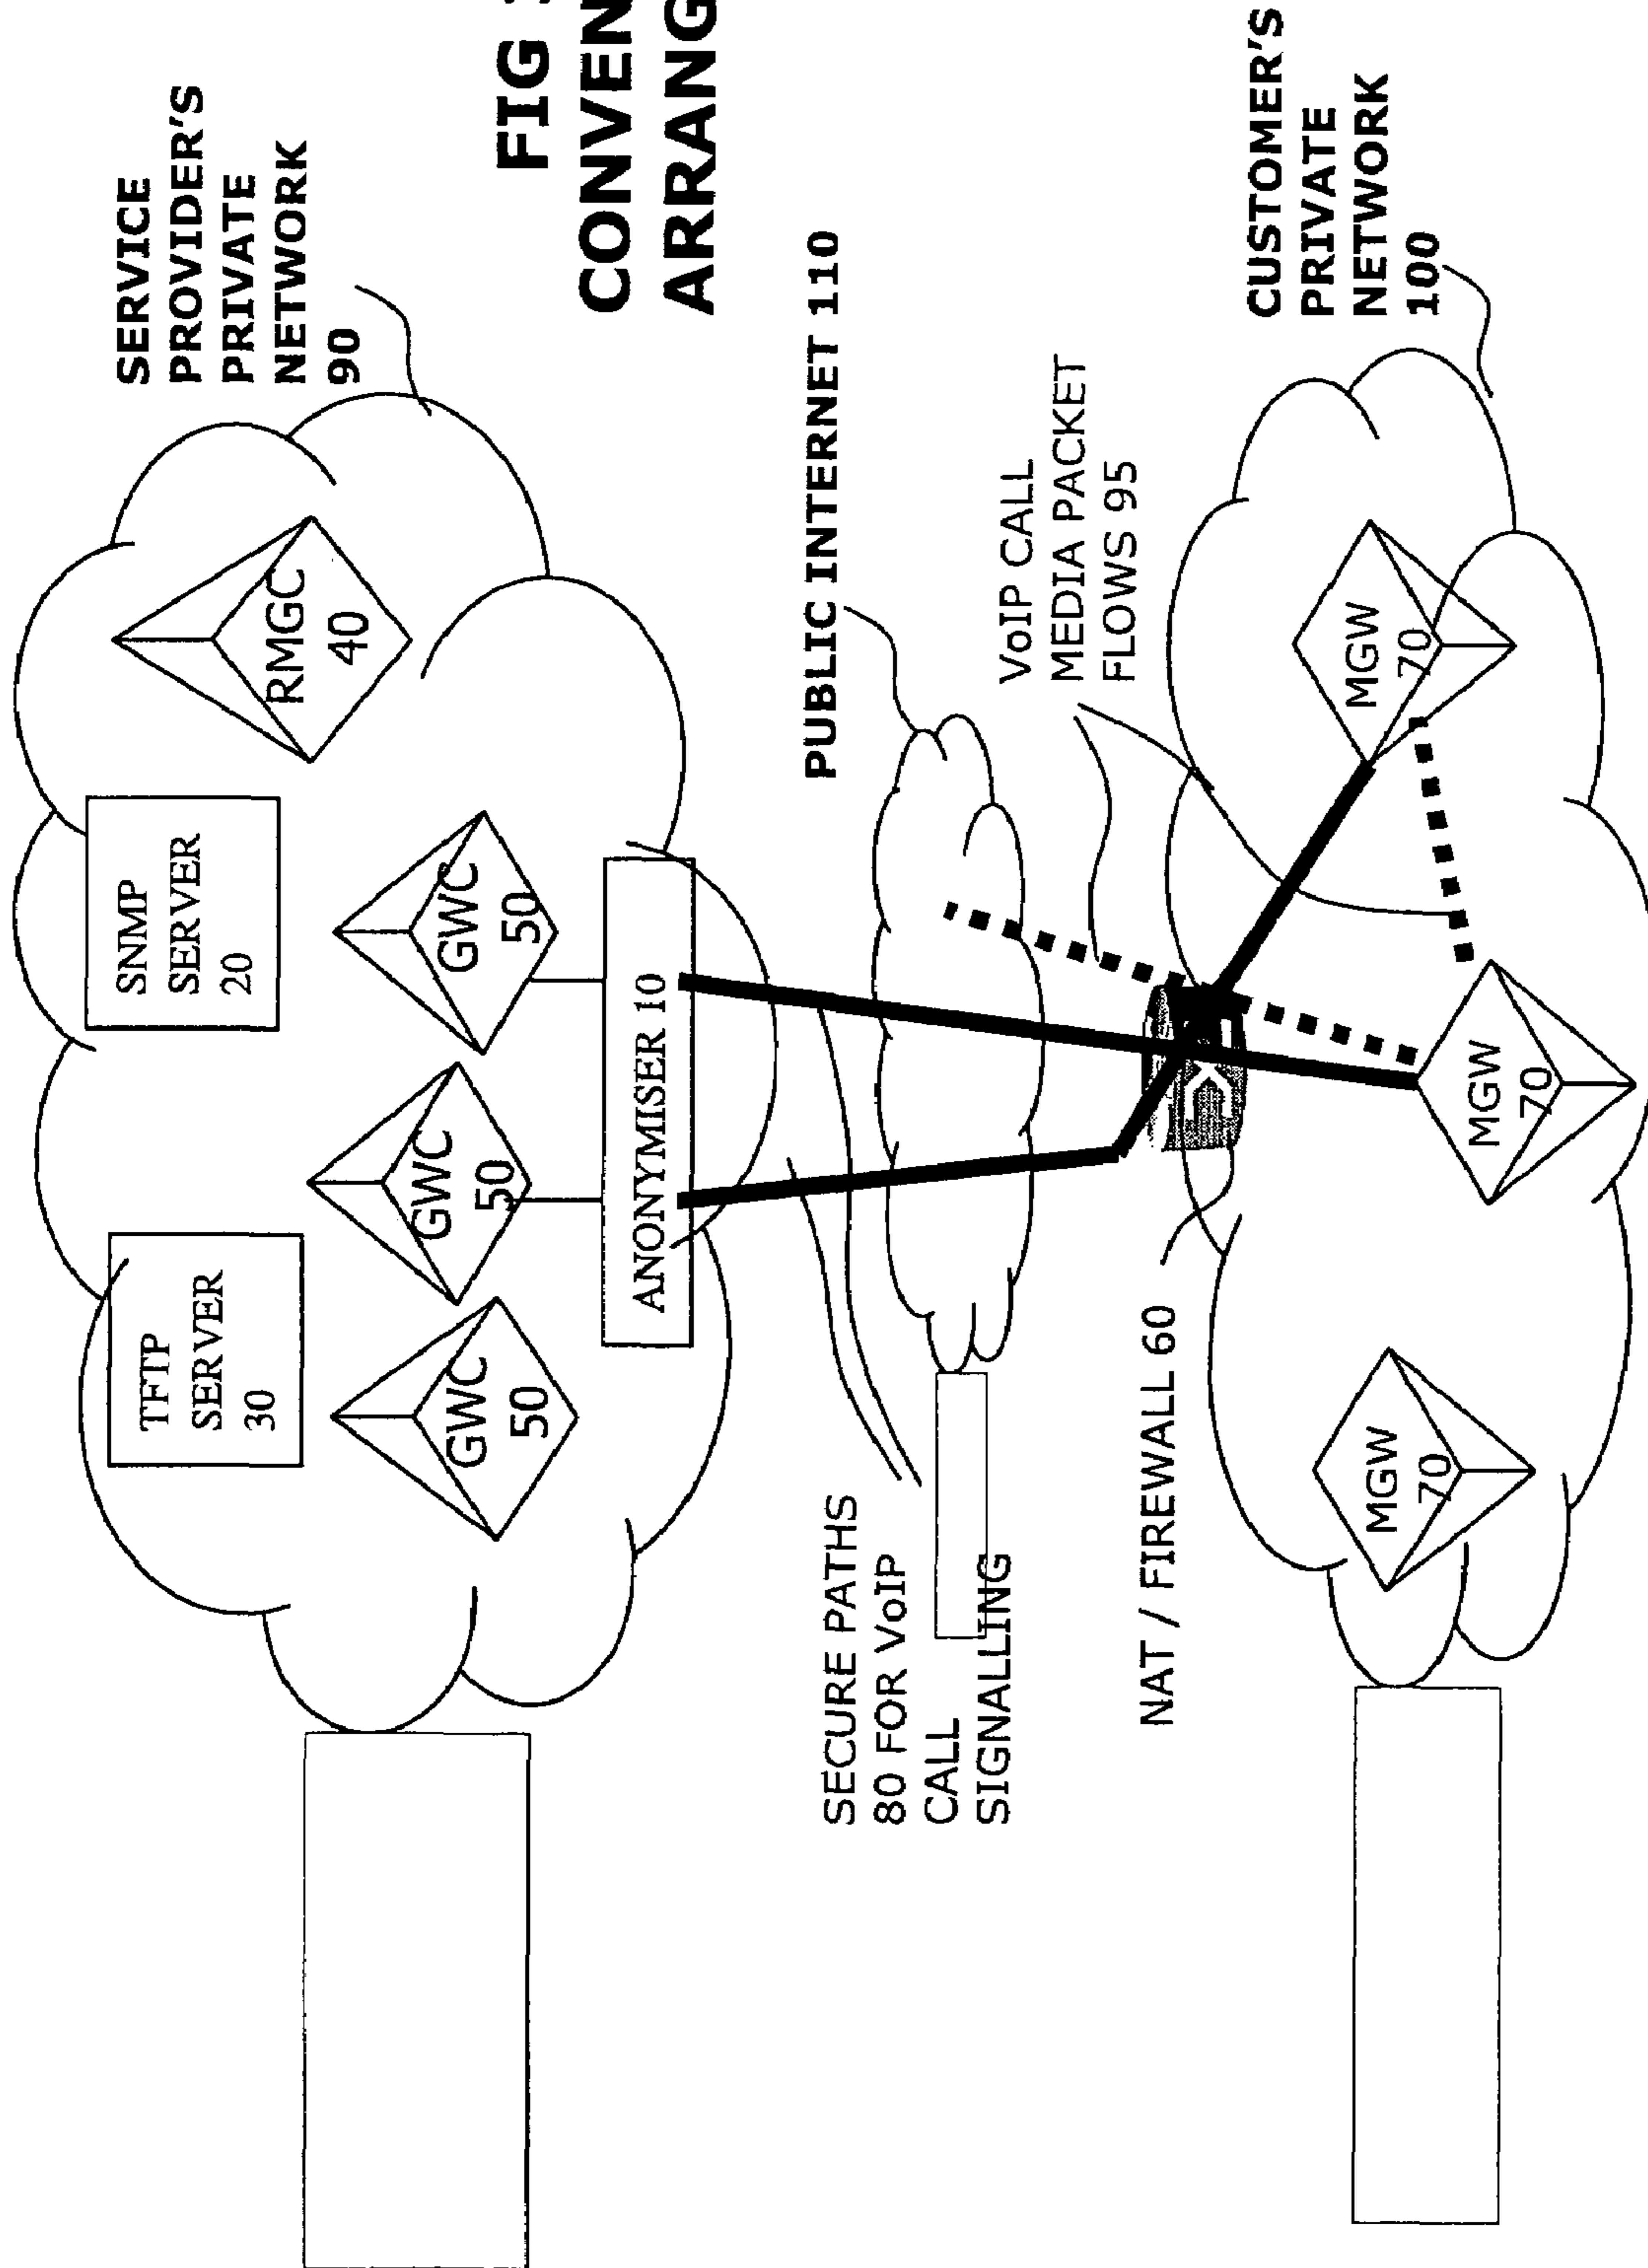 SERVICE
PROVIDER'S
PRIVATE
NETWORK
90
TFTP
SERVER
30
SNMP
SERVER
20
RMGC
40
GWC
50
GWC
50
GWC
50
ANONYMISER 10
FIG
CONVEN
ARRANG
PUBLIC INTERNET 110
SECURE PATHS
80 FOR VoIP
CALL
SIGNALLING
VoIP CALL
MEDIA PACKET
FLOWS 95
NAT / FIREWALL 60
CUSTOMER'S
PRIVATE
NETWORK
100
MGW
70
MGW
70
MGW
70